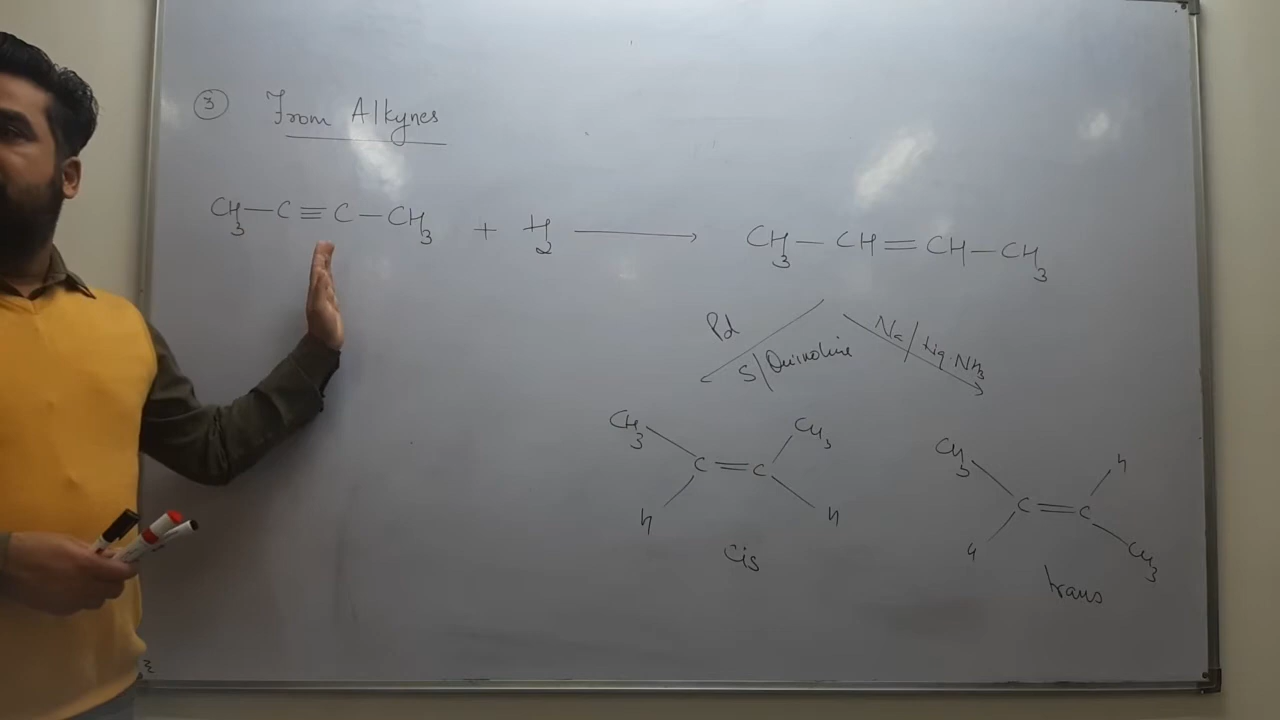 ③ From Alkynes
CH3—C≡C—CH3 + H2 ⟶ CH3—CH=CH—CH3
Pd
S/Quinoline
Na/Liq. NH3
CH3 CH3
C=C
H H
Cis
CH3 H
C=C
H CH3
trans